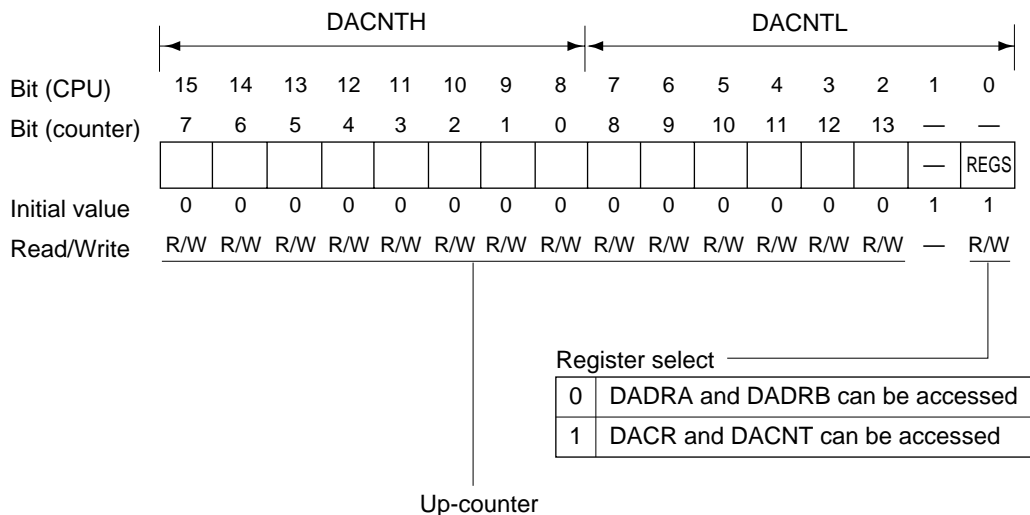 DACNTH DACNTL
Bit (CPU) 15 14 13 12 11 10 9 8 7 6 5 4 3 2 1 0
Bit (counter) 7 6 5 4 3 2 1 0 8 9 10 11 12 13 — —
— REGS
Initial value 0 0 0 0 0 0 0 0 0 0 0 0 0 0 1 1
Read/Write R/W R/W R/W R/W R/W R/W R/W R/W R/W R/W R/W R/W R/W R/W — R/W
Register select
0 DADRA and DADRB can be accessed
1 DACR and DACNT can be accessed
Up-counter